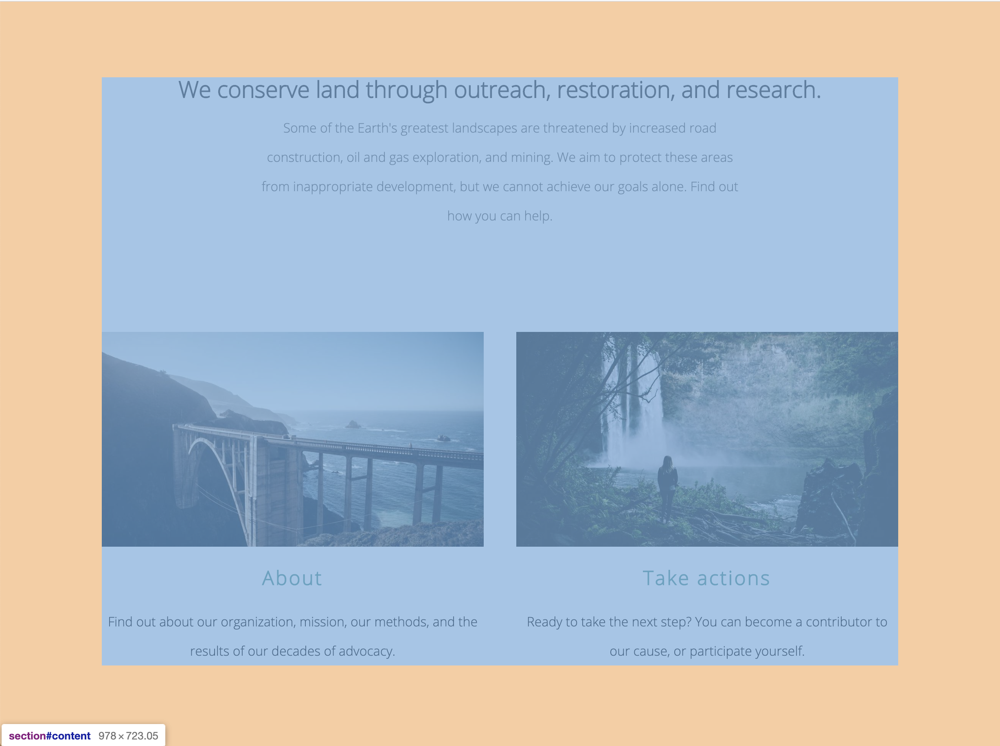 We conserve land through outreach, restoration, and research.
Some of the Earth's greatest landscapes are threatened by increased road
construction, oil and gas exploration, and mining. We aim to protect these areas
from inappropriate development, but we cannot achieve our goals alone. Find out
how you can help.
About
Find out about our organization, mission, our methods, and the
results of our decades of advocacy.
Take actions
Ready to take the next step? You can become a contributor to
our cause, or participate yourself.
section#content 978×723.05